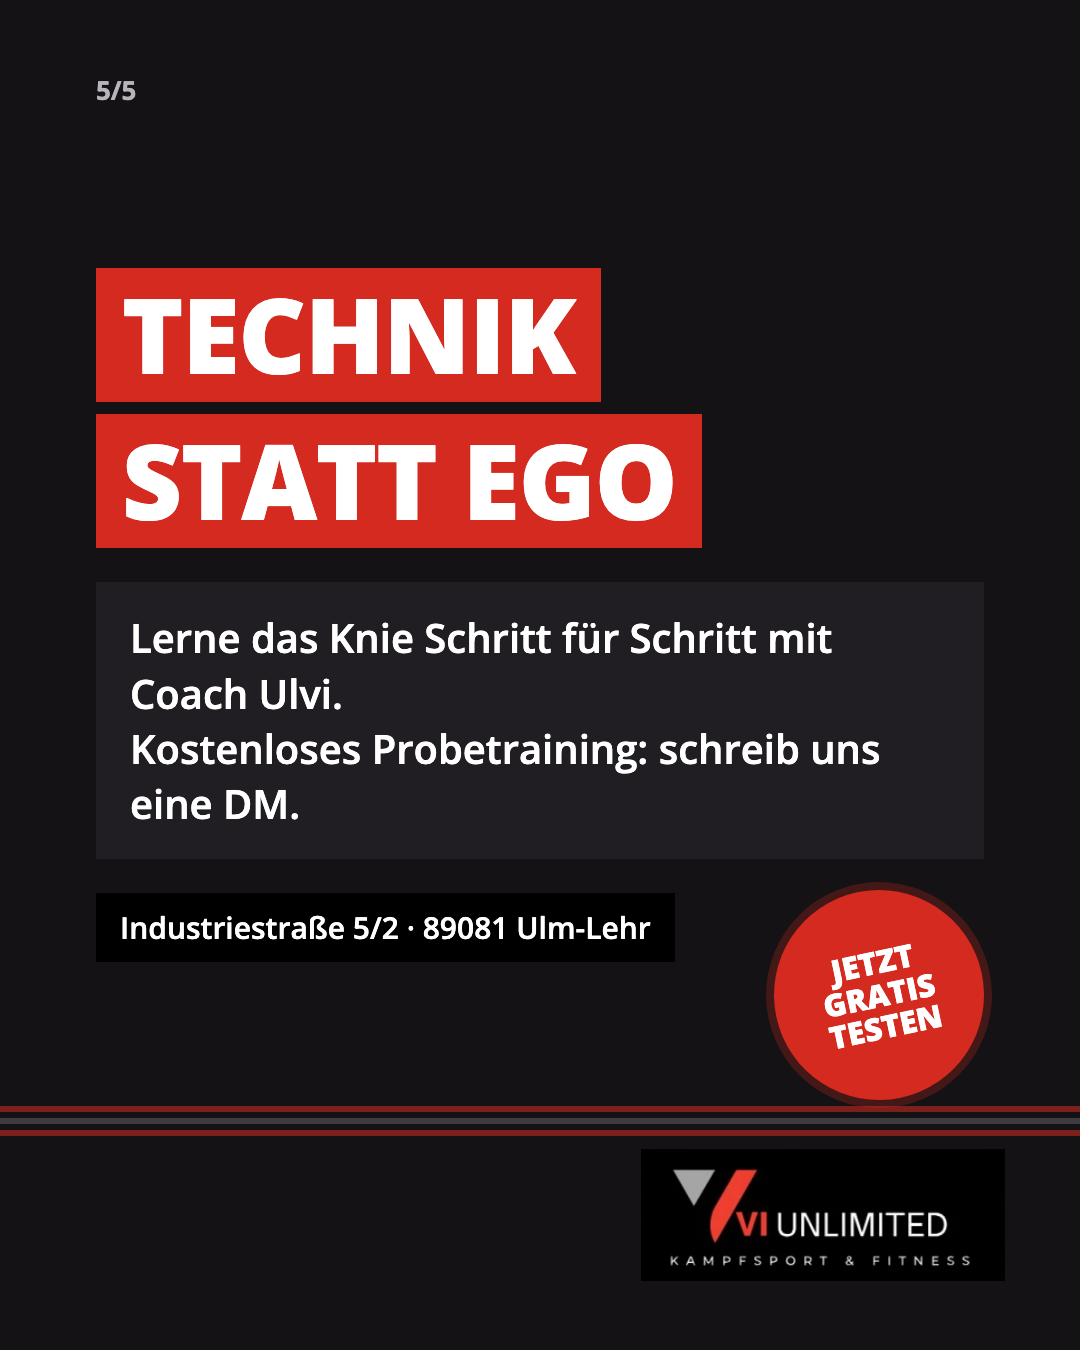 5/5
TECHNIK
STATT EGO
Lerne das Knie Schritt für Schritt mit
Coach Ulvi.
Kostenloses Probetraining: schreib uns
eine DM.
Industriestraße 5/2 · 89081 Ulm-Lehr
JETZT
GRATIS
TESTEN
VI UNLIMITED
KAMPFSPORT & FITNESS